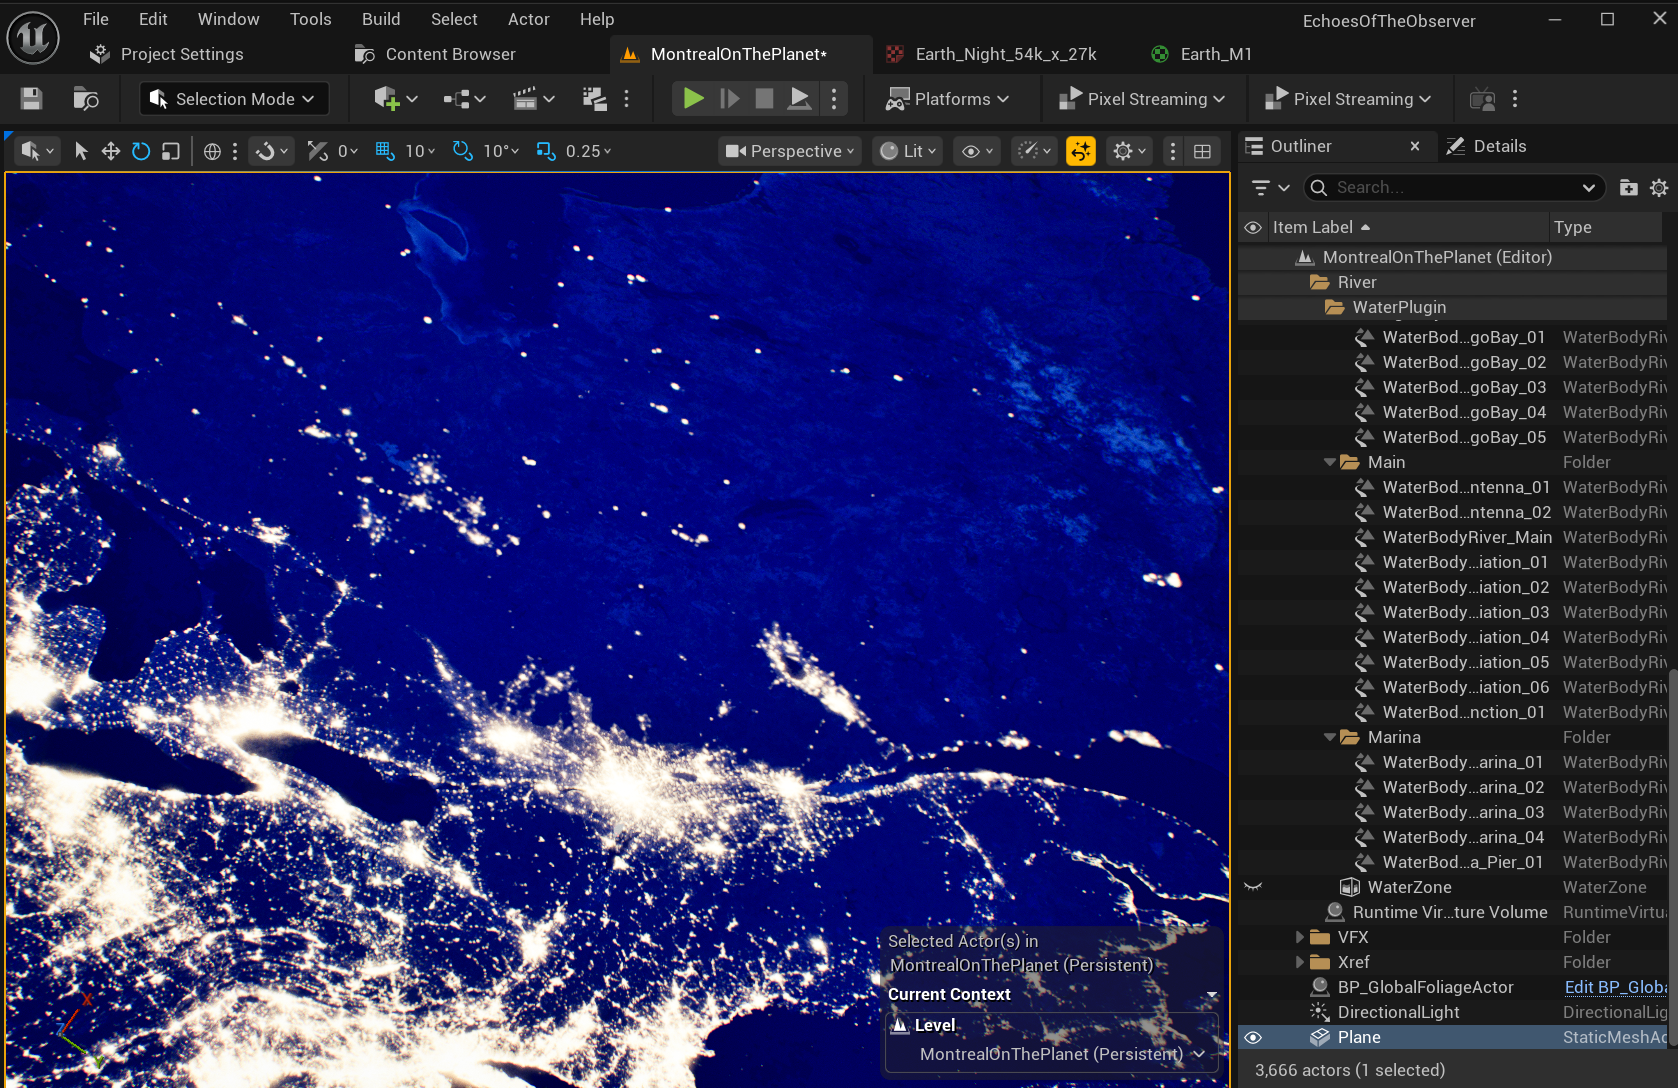 File Edit Window Tools Build Select Actor Help
EchoesOfTheObserver
Project Settings
Content Browser
MontrealOnThePlanet*
Earth_Night_54k_x_27k
Earth_M1
Selection Mode
Platforms
Pixel Streaming
Pixel Streaming
0
10
10°
0.25
Perspective
Lit
Outliner
Details
Search...
Item Label
Type
MontrealOnThePlanet (Editor)
River
WaterPlugin
WaterBod...goBay_01 WaterBodyRiv
WaterBod...goBay_02 WaterBodyRiv
WaterBod...goBay_03 WaterBodyRiv
WaterBod...goBay_04 WaterBodyRiv
WaterBod...goBay_05 WaterBodyRiv
Main Folder
WaterBod...ntenna_01 WaterBodyRiv
WaterBod...ntenna_02 WaterBodyRiv
WaterBodyRiver_Main WaterBodyRiv
WaterBody...iation_01 WaterBodyRiv
WaterBody...iation_02 WaterBodyRiv
WaterBody...iation_03 WaterBodyRiv
WaterBody...iation_04 WaterBodyRiv
WaterBody...iation_05 WaterBodyRiv
WaterBody...iation_06 WaterBodyRiv
WaterBod...nction_01 WaterBodyRiv
Marina Folder
WaterBody...arina_01 WaterBodyRiv
WaterBody...arina_02 WaterBodyRiv
WaterBody...arina_03 WaterBodyRiv
WaterBody...arina_04 WaterBodyRiv
WaterBod...a_Pier_01 WaterBodyRiv
WaterZone WaterZone
Runtime Vir...ture Volume RuntimeVirtu
VFX Folder
Xref Folder
BP_GlobalFoliageActor Edit BP_Globa
DirectionalLight DirectionalLig
Plane StaticMeshAc
3,666 actors (1 selected)
Selected Actor(s) in
MontrealOnThePlanet (Persistent)
Current Context
Level
MontrealOnThePlanet (Persistent)
X
Z
Y